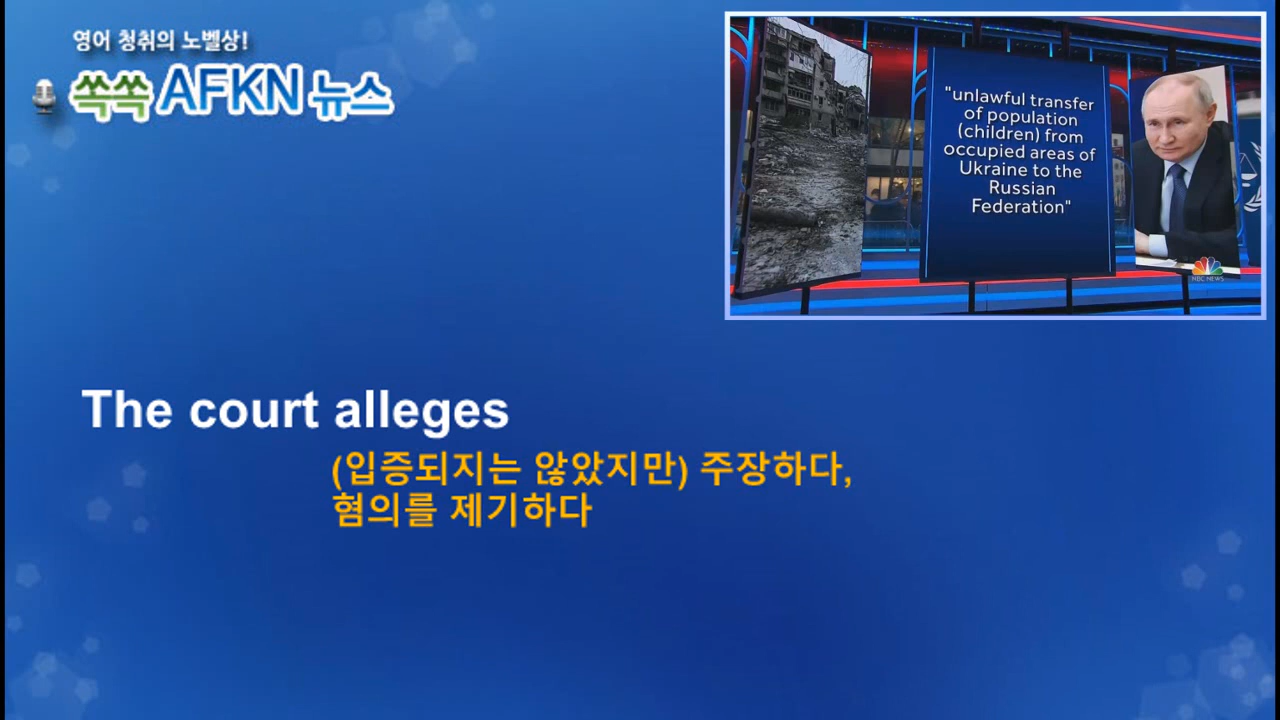 영어 청취의 노벨상!
쏙쏙 AFKN 뉴스
"unlawful transfer
of population
(children) from
occupied areas of
Ukraine to the
Russian
Federation"
NBC NEWS
The court alleges
(입증되지는 않았지만) 주장하다,
혐의를 제기하다